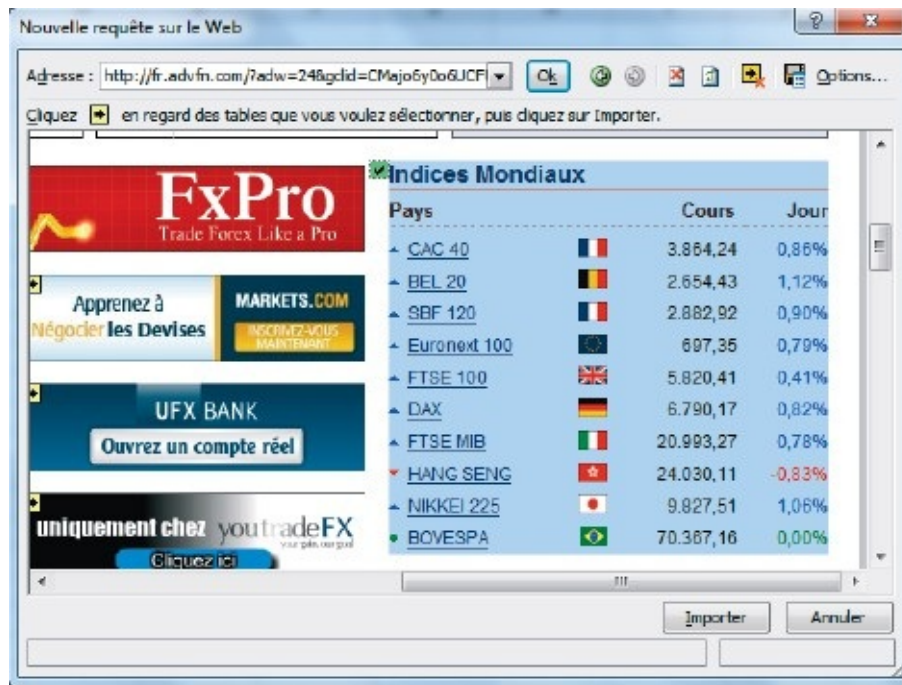 Nouvelle requête sur le Web
Adresse : http://fr.advfn.com/?adw=24&gclid=CMajo6y0o6UCF Ok Options...
Cliquez en regard des tables que vous voulez sélectionner, puis cliquez sur Importer.
FxPro
Trade Forex Like a Pro
Apprenez à
Négocier les Devises
MARKETS.COM
INSCRIVEZ-VOUS
MAINTENANT
UFX BANK
Ouvrez un compte réel
uniquement chez youtradeFX
Cliquez ici
Indices Mondiaux
Pays Cours Jour
CAC 40 3.864,24 0,86%
BEL 20 2.654,43 1,12%
SBF 120 2.882,92 0,90%
Euronext 100 697,35 0,79%
FTSE 100 5.820,41 0,41%
DAX 6.790,17 0,82%
FTSE MIB 20.993,27 0,78%
HANG SENG 24.030,11 -0,83%
NIKKEI 225 9.827,51 1,06%
BOVESPA 70.367,16 0,00%
Importer Annuler